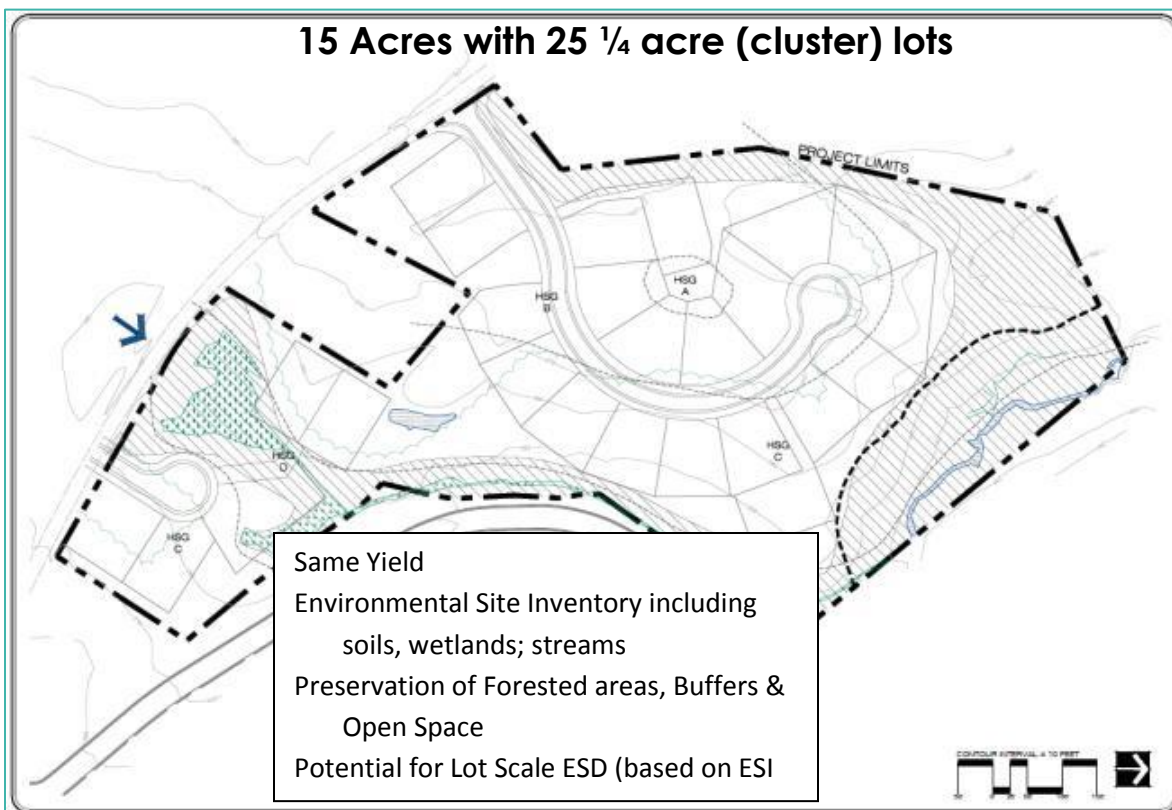 15 Acres with 25 ¼ acre (cluster) lots
PROJECT LIMITS
HSG
A
HSG
B
HSG
C
HSG
D
HSG
C
Same Yield
Environmental Site Inventory including
soils, wetlands; streams
Preservation of Forested areas, Buffers &
Open Space
Potential for Lot Scale ESD (based on ESI
CONTOUR INTERVAL